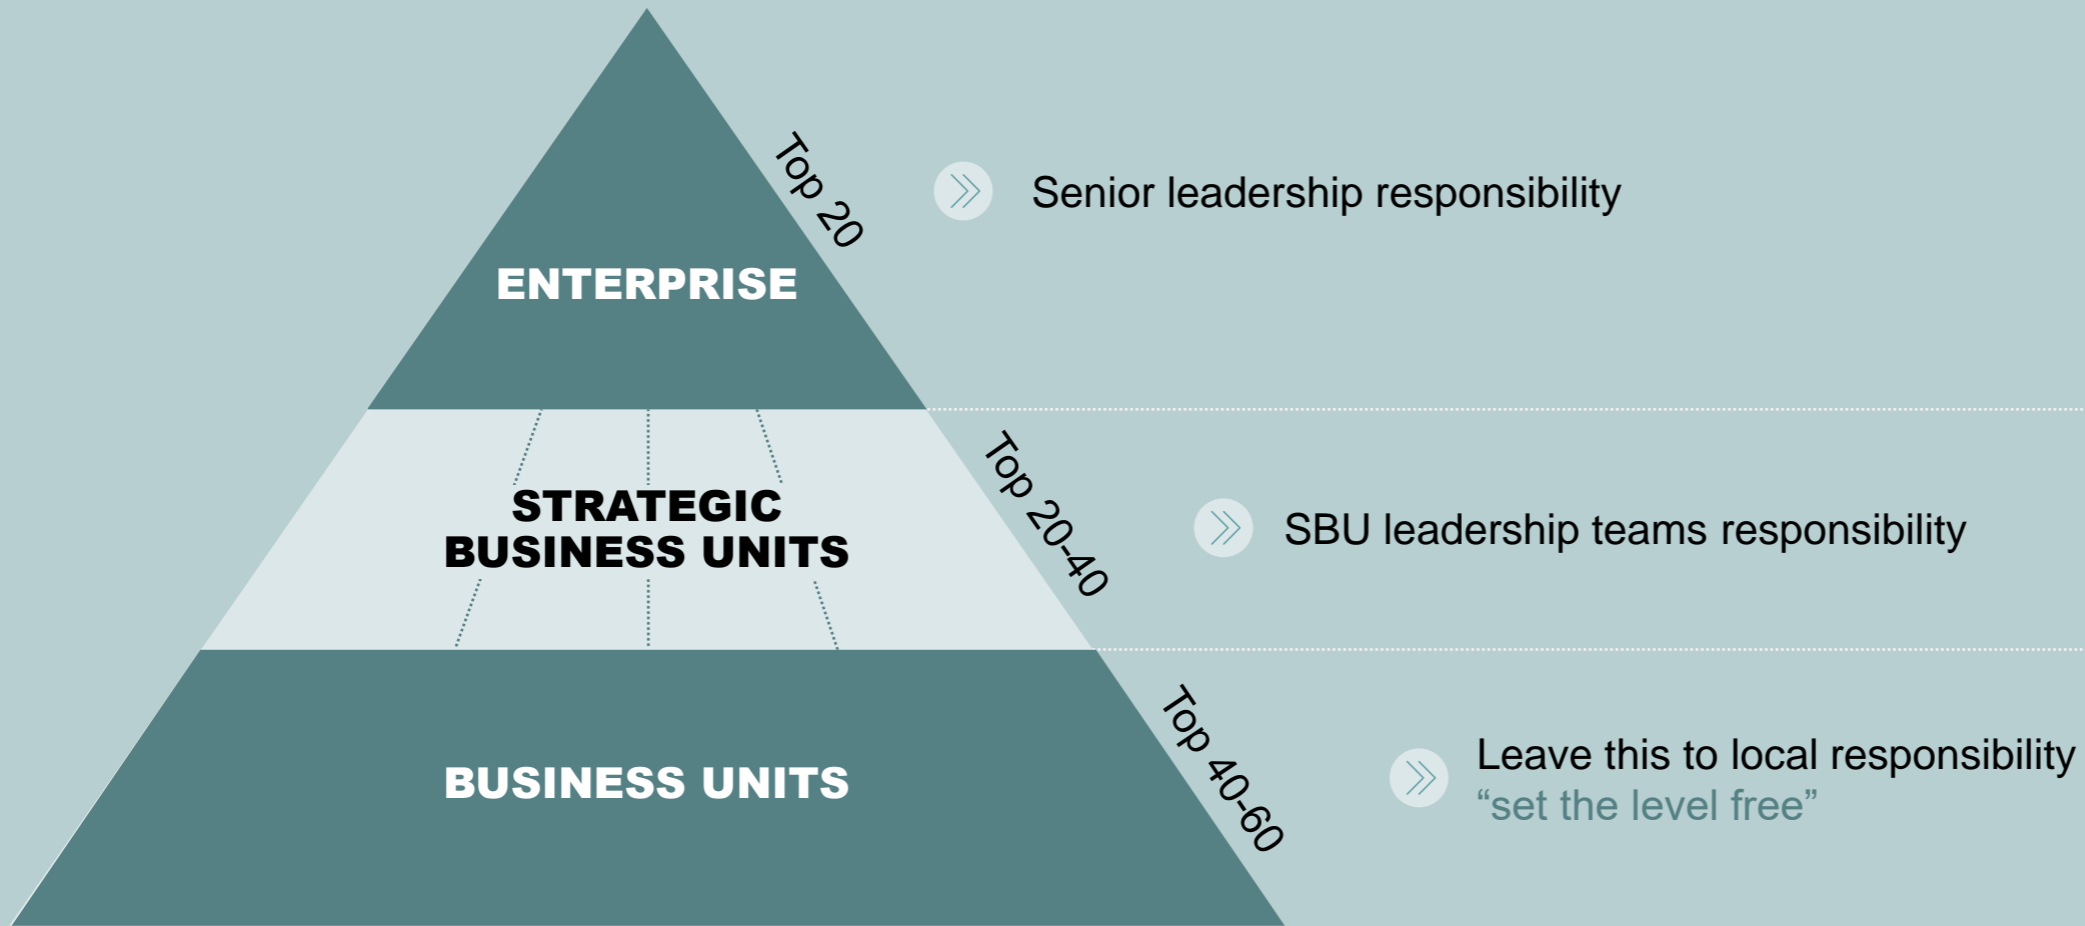 Top 20
Senior leadership responsibility
ENTERPRISE
Top 20-40
STRATEGIC
BUSINESS UNITS
SBU leadership teams responsibility
Top 40-60
BUSINESS UNITS
Leave this to local responsibility
“set the level free”